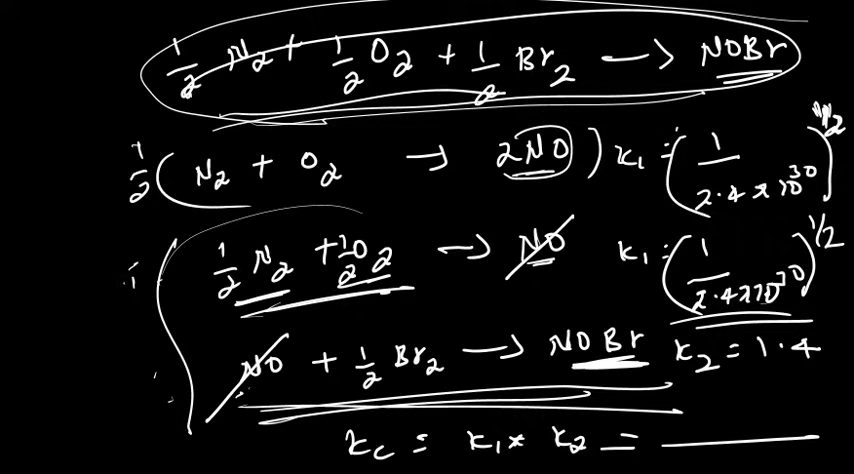 1/2 N2 + 1/2 O2 + 1/2 Br2 → NOBr
1/2 ( N2 + O2 → 2NO ) K1 = (1 / 2.4 × 10^30)^1/2
1/2 N2 + 1/2 O2 → NO K1 = (1 / 2.4×10^30)^1/2
NO + 1/2 Br2 → NOBr K2 = 1.4
Kc = K1 × K2 =